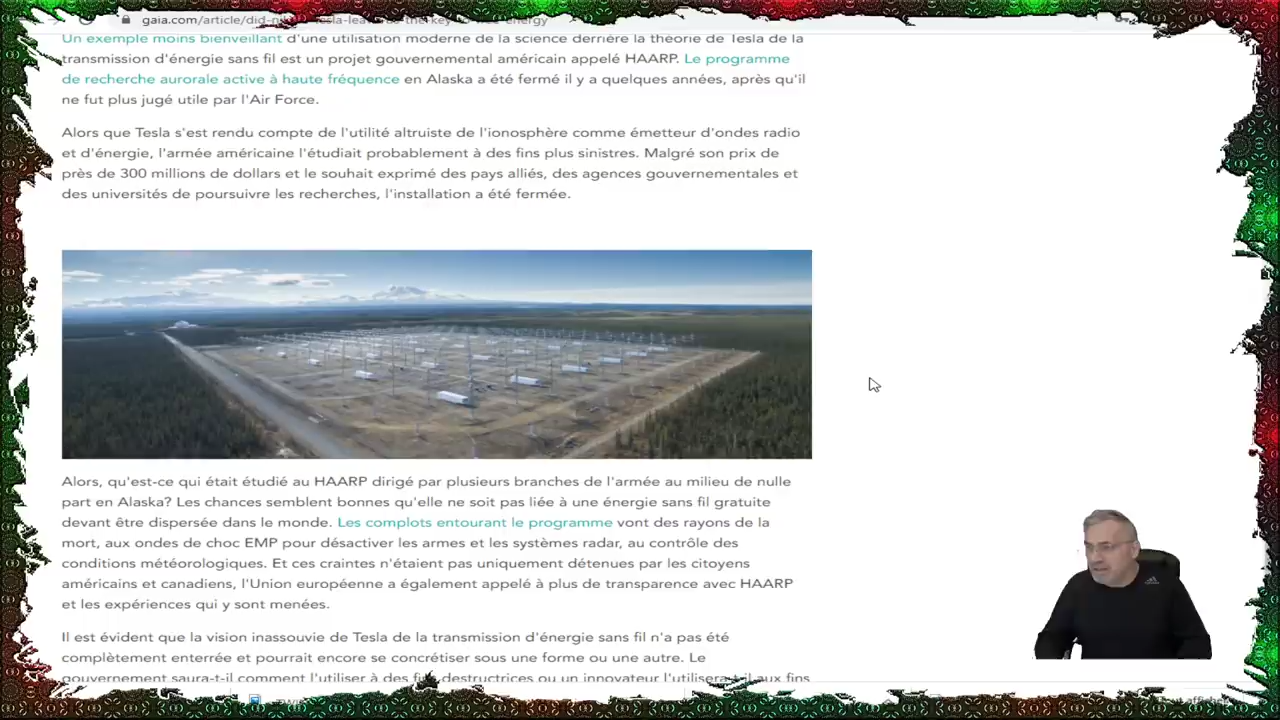 gaia.com/article/did-
Un exemple moins bienveillant d'une utilisation moderne de la science derrière la théorie de Tesla de la
transmission d'énergie sans fil est un projet gouvernemental américain appelé HAARP. Le programme
de recherche aurorale active à haute fréquence en Alaska a été fermé il y a quelques années, après qu'il
ne fut plus jugé utile par l'Air Force.
Alors que Tesla s'est rendu compte de l'utilité altruiste de l'ionosphère comme émetteur d'ondes radio
et d'énergie, l'armée américaine l'étudiait probablement à des fins plus sinistres. Malgré son prix de
près de 300 millions de dollars et le souhait exprimé des pays alliés, des agences gouvernementales et
des universités de poursuivre les recherches, l'installation a été fermée.
Alors, qu'est-ce qui était étudié au HAARP dirigé par plusieurs branches de l'armée au milieu de nulle
part en Alaska? Les chances semblent bonnes qu'elle ne soit pas liée à une énergie sans fil gratuite
devant être dispersée dans le monde. Les complots entourant le programme vont des rayons de la
mort, aux ondes de choc EMP pour désactiver les armes et les systèmes radar, au contrôle des
conditions météorologiques. Et ces craintes n'étaient pas uniquement détenues par les citoyens
américains et canadiens, l'Union européenne a également appelé à plus de transparence avec HAARP
et les expériences qui y sont menées.
Il est évident que la vision inassouvie de Tesla de la transmission d'énergie sans fil n'a pas été
complètement enterrée et pourrait encore se concrétiser sous une forme ou une autre. Le
gouvernement saura-t-il comment l'utiliser à des fins destructrices ou un innovateur l'utilisera-t-il aux fins